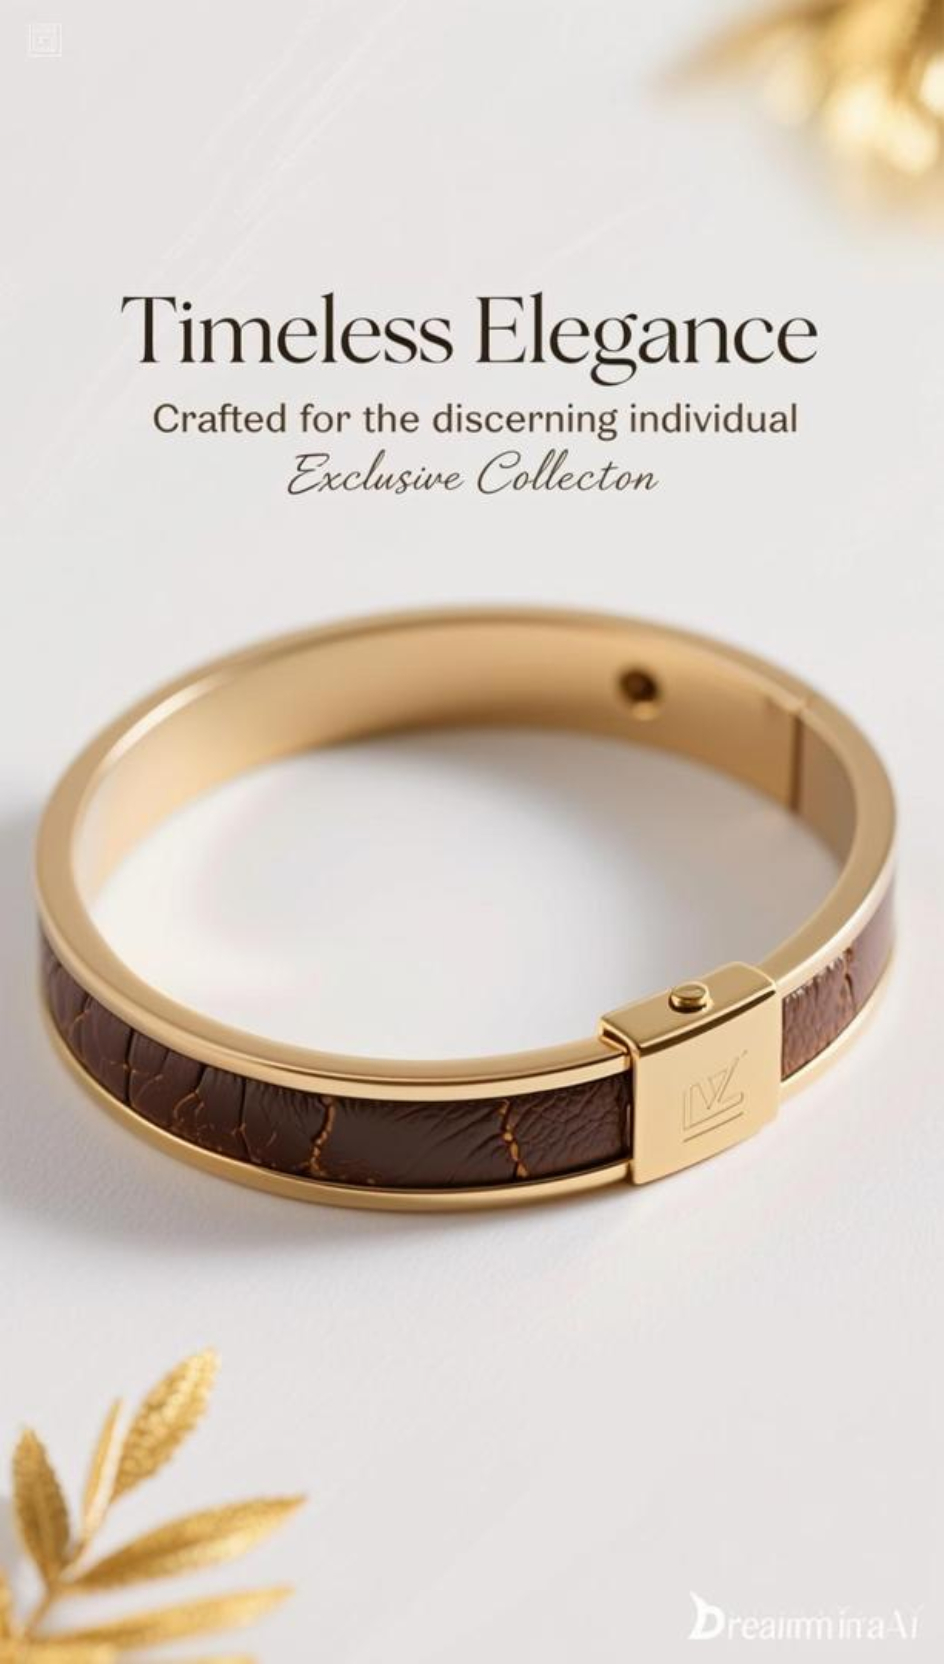 Timeless Elegance
Crafted for the discerning individual
Exclusive Collecton